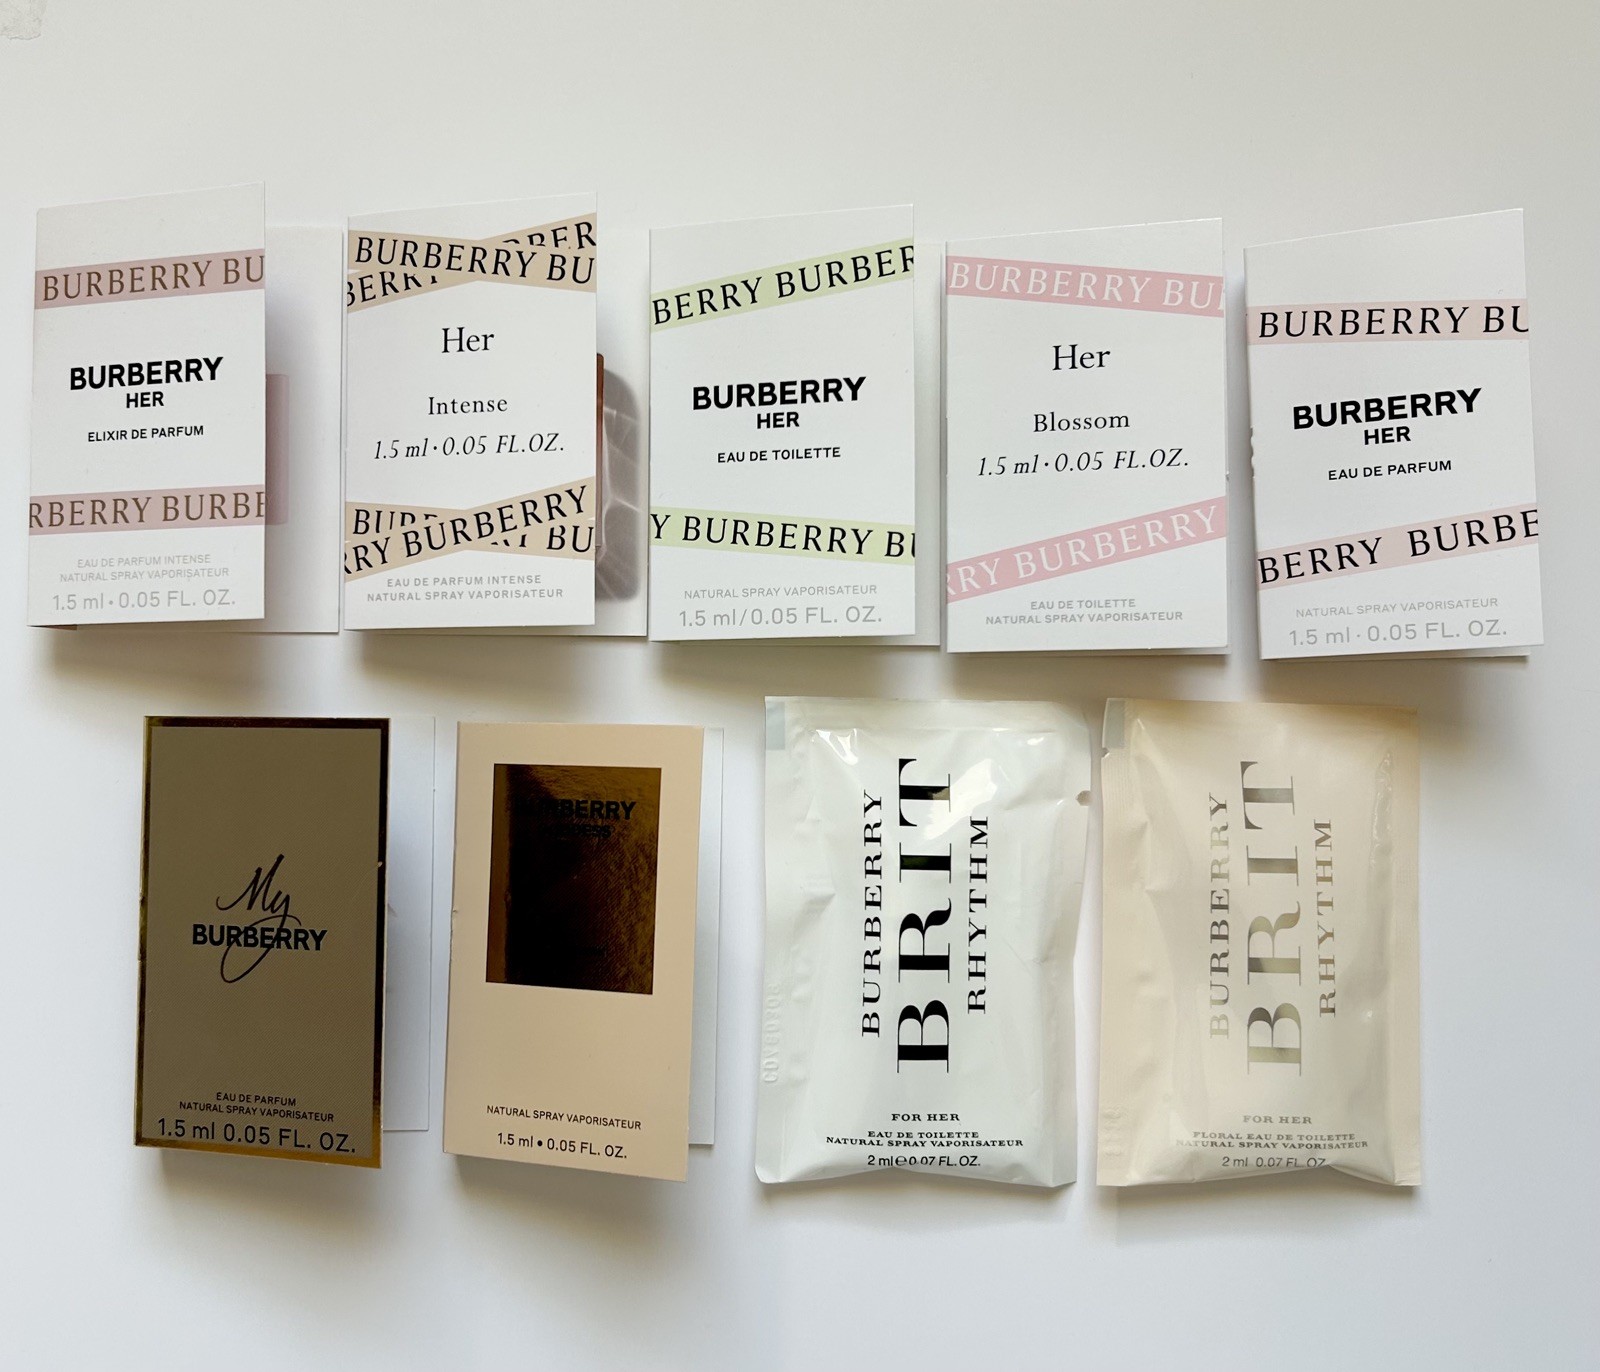 BURBERRY BU
BURBERRY
HER
ELIXIR DE PARFUM
RBERRY BURBE
EAU DE PARFUM INTENSE
NATURAL SPRAY VAPORISATEUR
1.5 ml • 0.05 FL. OZ.
BURBERRY BU
BERRY
Her
Intense
1.5 ml • 0.05 FL.OZ.
RRY BURBERRY
BU
EAU DE PARFUM INTENSE
NATURAL SPRAY VAPORISATEUR
BERRY BURBER
BURBERRY
HER
EAU DE TOILETTE
Y BURBERRY BU
NATURAL SPRAY VAPORISATEUR
1.5 ml/0.05 FL. OZ.
BURBERRY BU
Her
Blossom
1.5 ml • 0.05 FL.OZ.
RRY BURBERRY
EAU DE TOILETTE
NATURAL SPRAY VAPORISATEUR
BURBERRY BU
BURBERRY
HER
EAU DE PARFUM
BERRY BURBE
NATURAL SPRAY VAPORISATEUR
1.5 ml · 0.05 FL. OZ.
My
BURBERRY
EAU DE PARFUM
NATURAL SPRAY VAPORISATEUR
1.5 ml 0.05 FL. OZ.
BURBERRY
NATURAL SPRAY VAPORISATEUR
1.5 ml • 0.05 FL. OZ.
BURBERRY
BRIT
RHYTHM
FOR HER
EAU DE TOILETTE
NATURAL SPRAY VAPORISATEUR
2 ml ℮ 0.07 FL. OZ.
BURBERRY
BRIT
RHYTHM
FOR HER
FLORAL EAU DE TOILETTE
NATURAL SPRAY VAPORISATEUR
2 ml 0.07 FL. OZ.